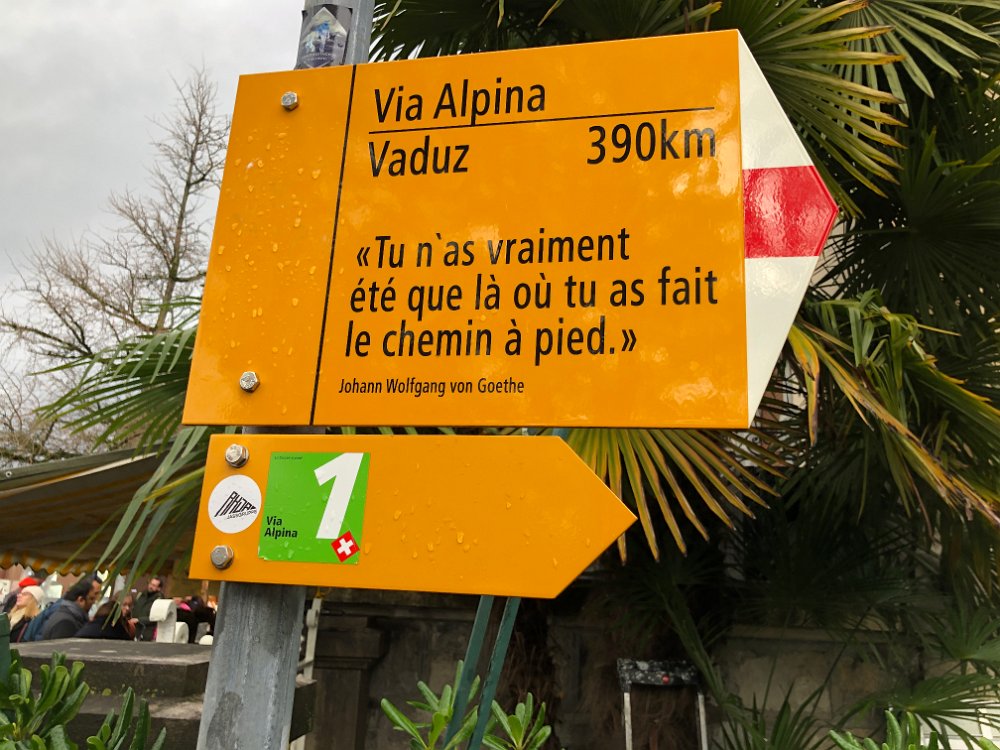 Via Alpina
Vaduz 390km
«Tu n`as vraiment
été que là où tu as fait
le chemin à pied.»
Johann Wolfgang von Goethe
1
Via
Alpina